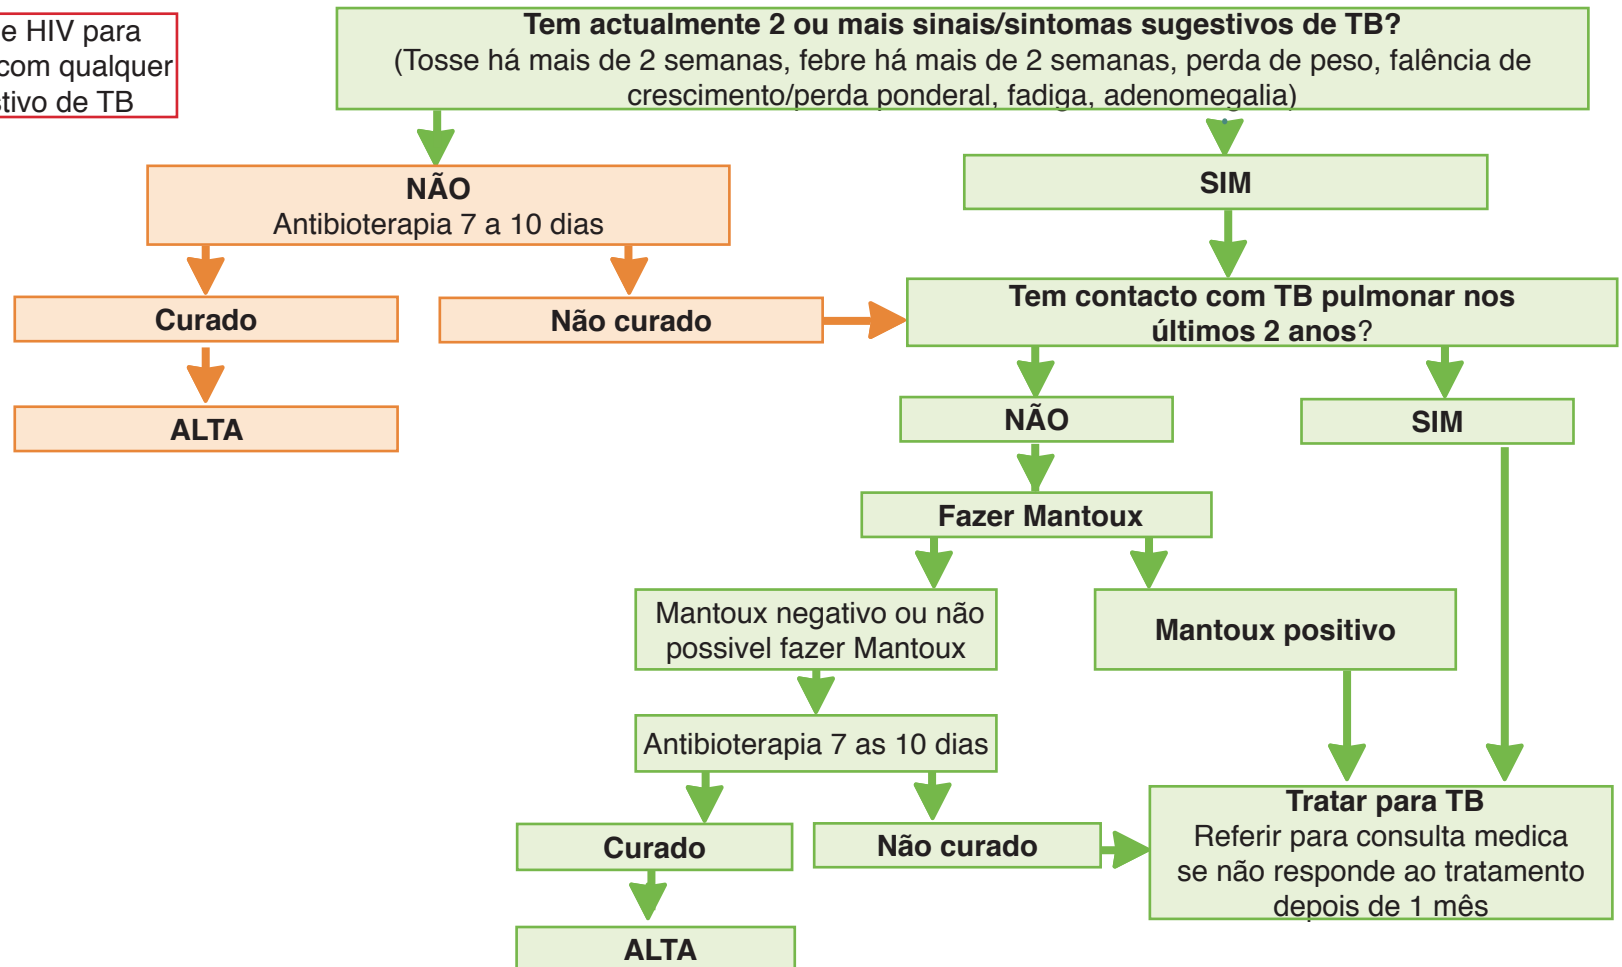 e HIV para
com qualquer
stivo de TB
Tem actualmente 2 ou mais sinais/sintomas sugestivos de TB?
(Tosse há mais de 2 semanas, febre há mais de 2 semanas, perda de peso, falência de
crescimento/perda ponderal, fadiga, adenomegalia)
NÃO
Antibioterapia 7 a 10 dias
SIM
Curado
Não curado
Tem contacto com TB pulmonar nos
últimos 2 anos?
ALTA
NÃO
SIM
Fazer Mantoux
Mantoux negativo ou não
possivel fazer Mantoux
Mantoux positivo
Antibioterapia 7 as 10 dias
Curado
Não curado
Tratar para TB
Referir para consulta medica
se não responde ao tratamento
depois de 1 mês
ALTA